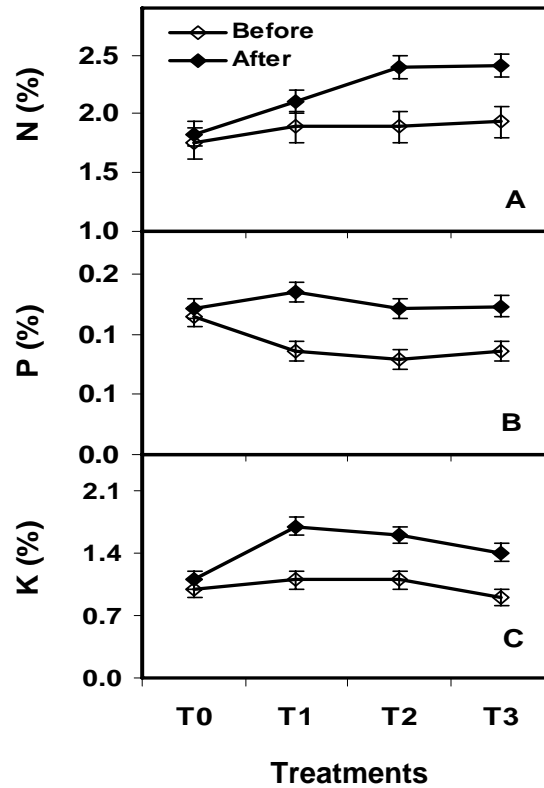 Before
After
N (%)
2.5
2.0
1.5
1.0
A
P (%)
0.2
0.1
0.1
0.0
B
K (%)
2.1
1.4
0.7
0.0
C
T0 T1 T2 T3
Treatments